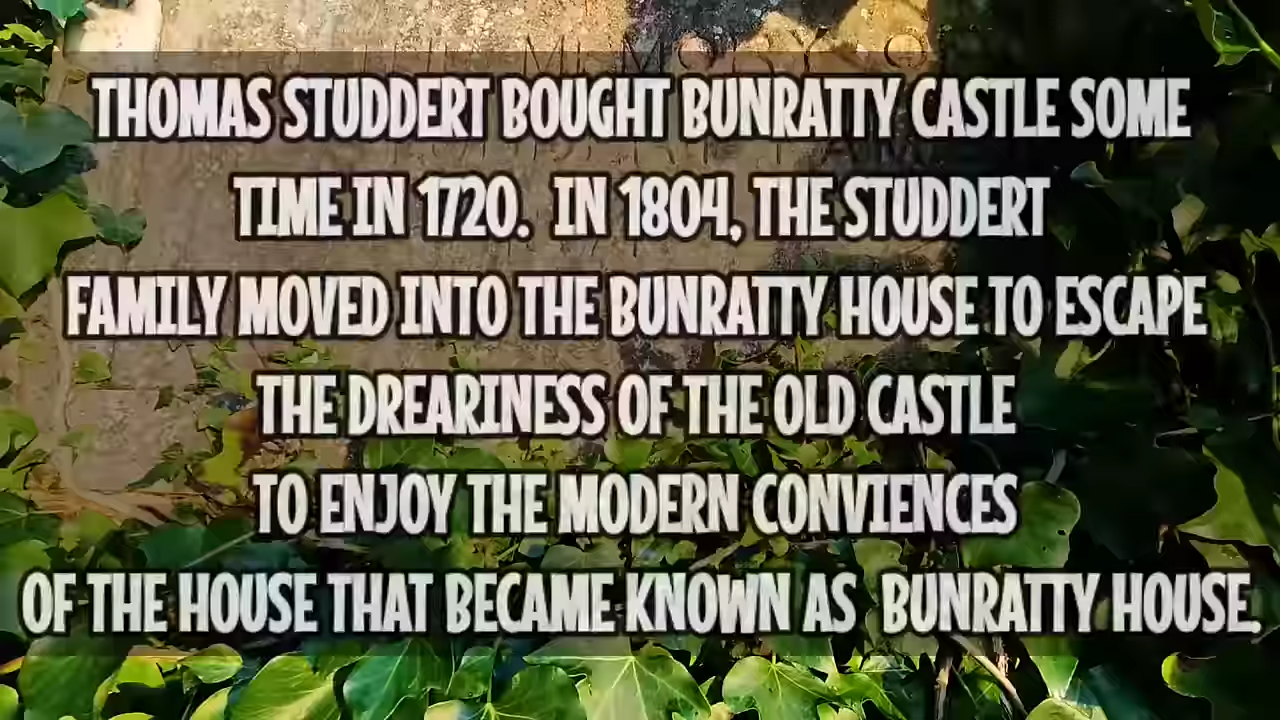 THOMAS STUDDERT BOUGHT BUNRATTY CASTLE SOME
TIME IN 1720. IN 1804, THE STUDDERT
FAMILY MOVED INTO THE BUNRATTY HOUSE TO ESCAPE
THE DREARINESS OF THE OLD CASTLE
TO ENJOY THE MODERN CONVIENCES
OF THE HOUSE THAT BECAME KNOWN AS BUNRATTY HOUSE.